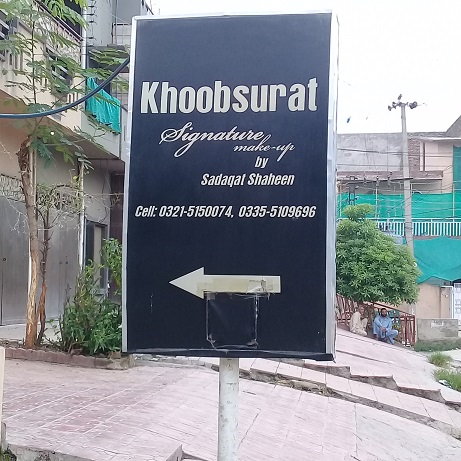 Khoobsurat
Signature
make-up
by
Sadaqat Shaheen
Cell: 0321-5150074, 0335-5109696